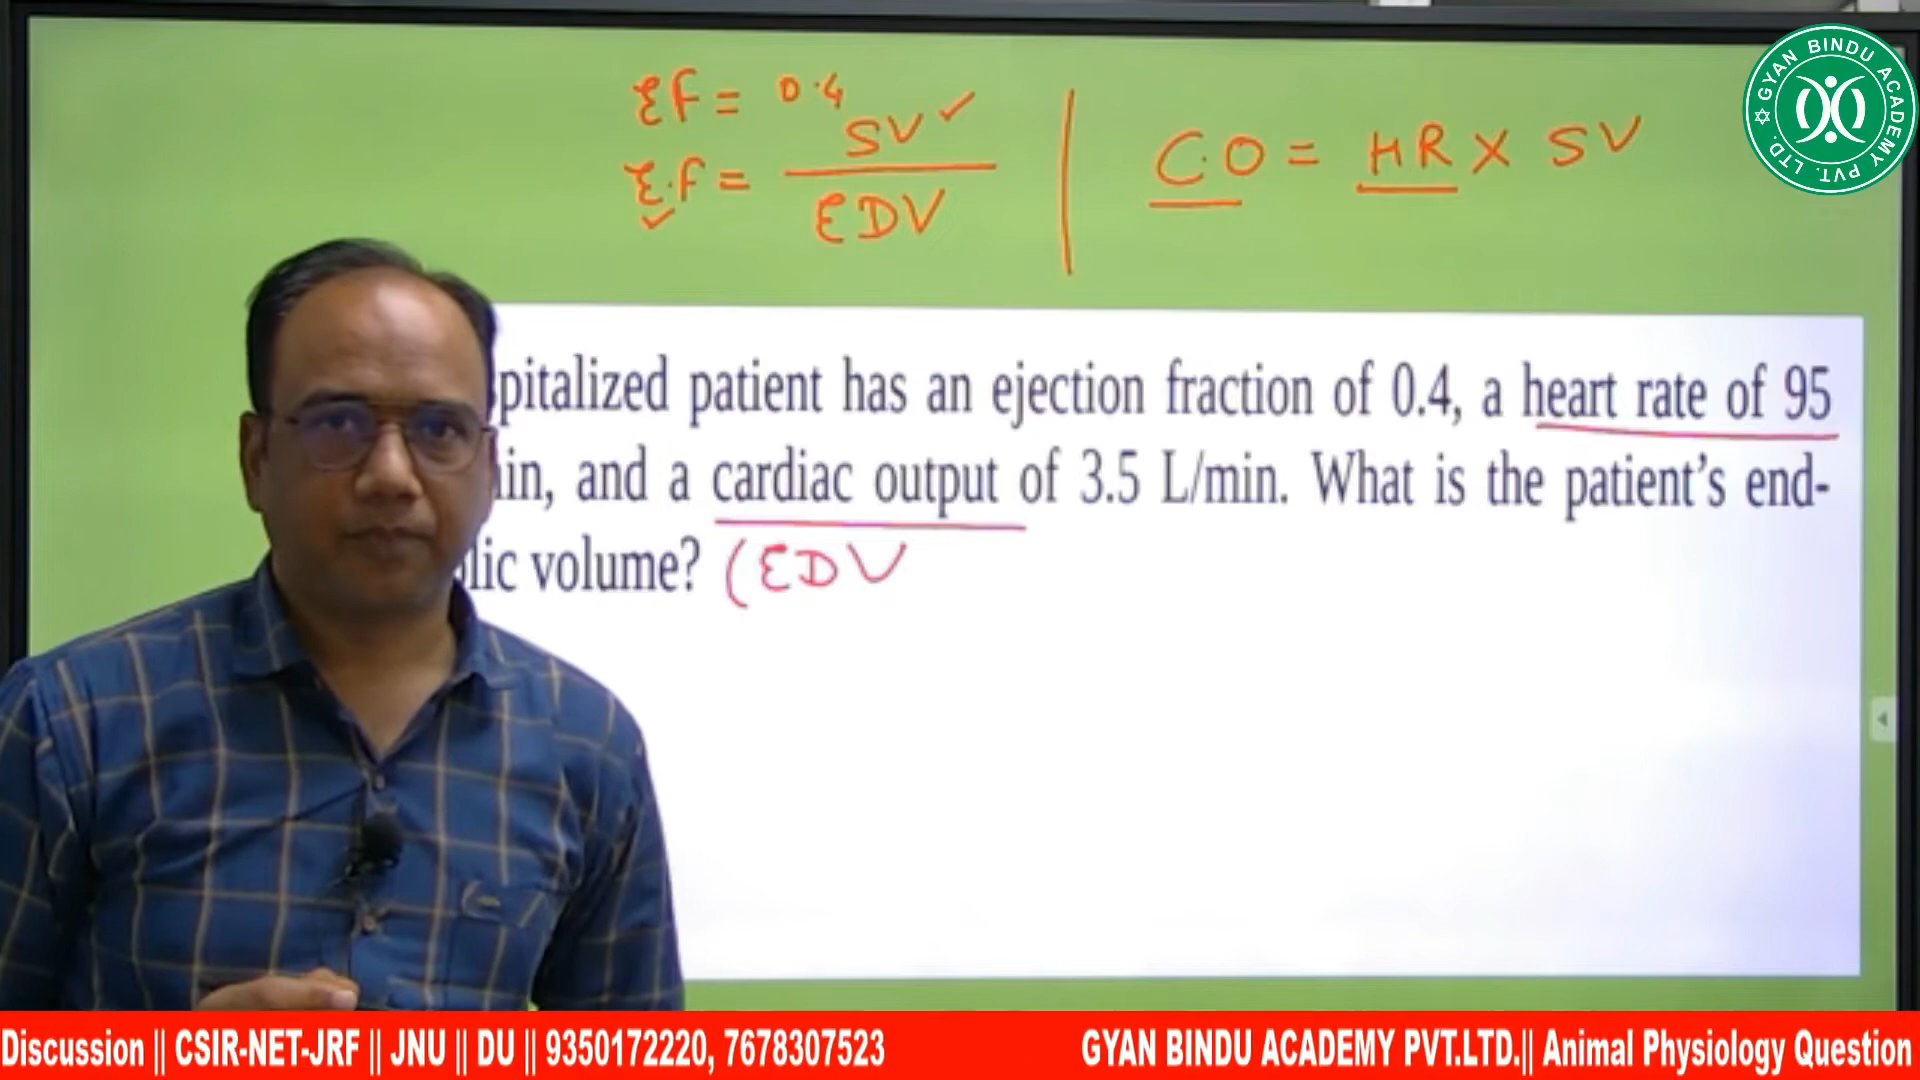 EF = 0.4
E.F = SV / EDV
C.O = HR X SV
GYAN BINDU ACADEMY PVT. LTD.
pitalized patient has an ejection fraction of 0.4, a heart rate of 95
in, and a cardiac output of 3.5 L/min. What is the patient's end-
lic volume? (EDV
Discussion || CSIR-NET-JRF || JNU || DU || 9350172220, 7678307523
GYAN BINDU ACADEMY PVT.LTD.|| Animal Physiology Question